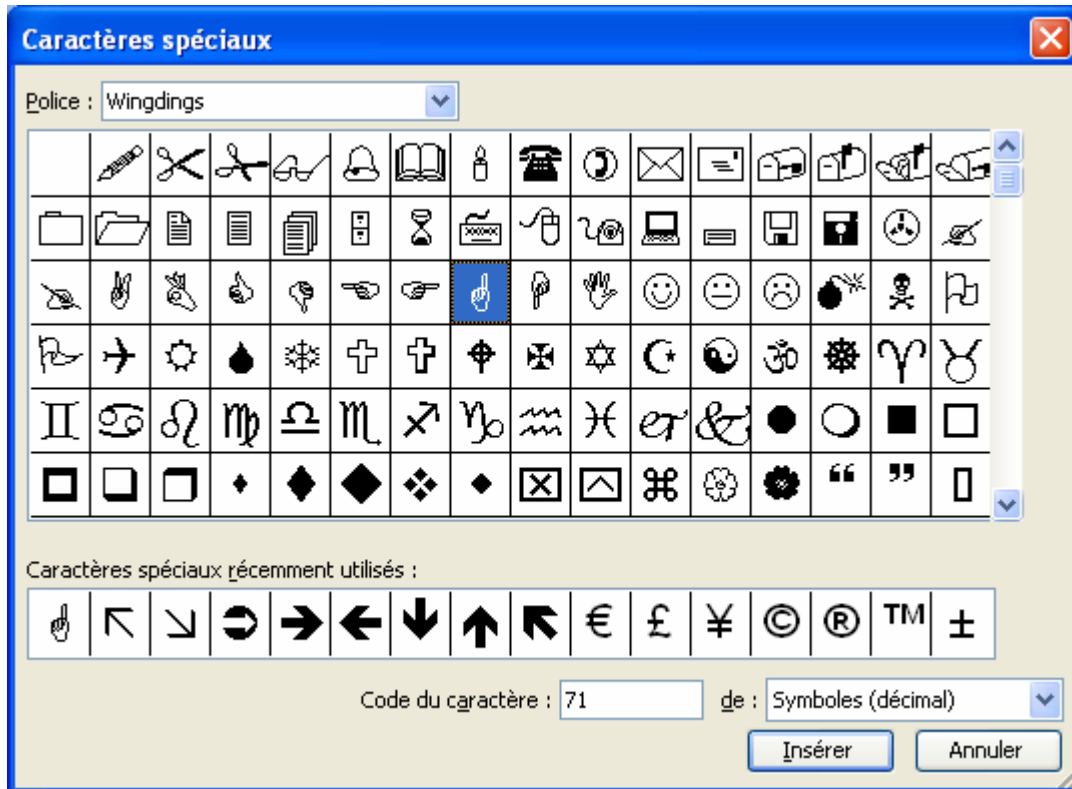 Caractères spéciaux
Police : Wingdings
Caractères spéciaux récemment utilisés :
€ £ ¥ © ® ™ ±
Code du caractère : 71 de : Symboles (décimal)
Insérer Annuler